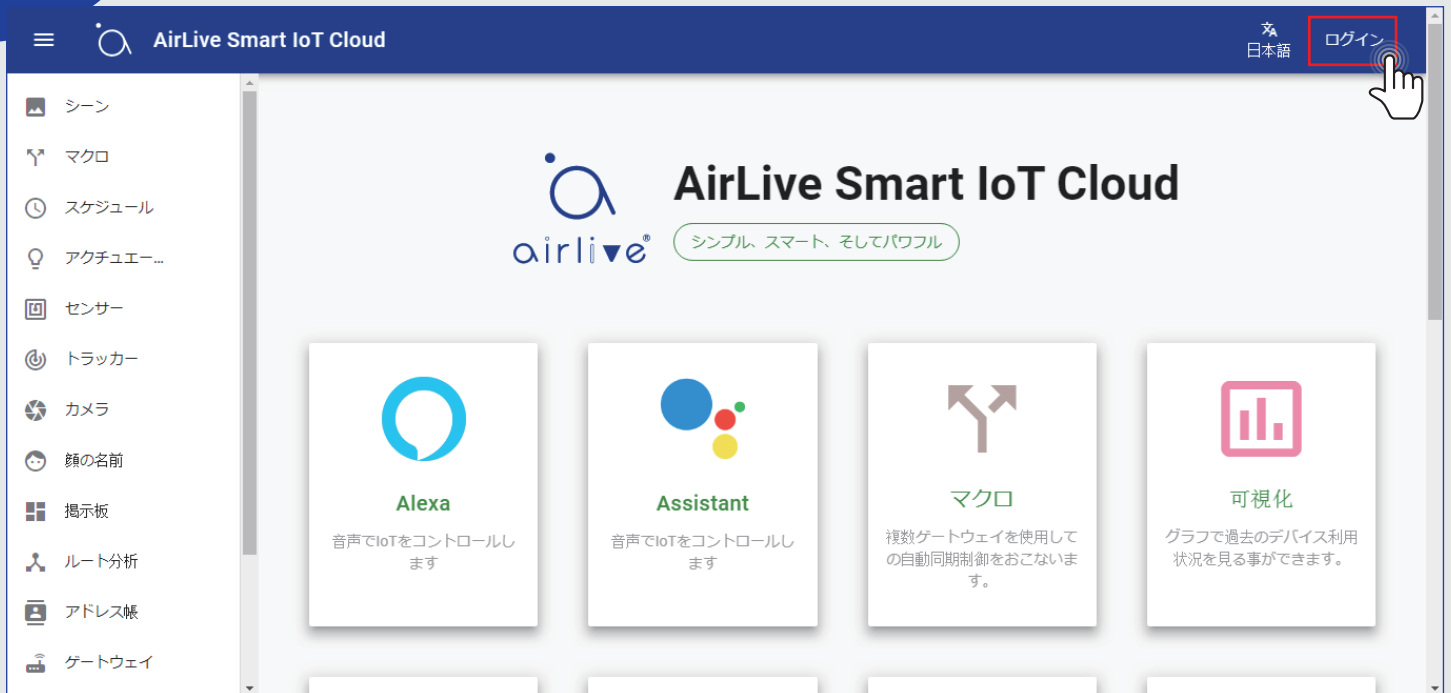 AirLive Smart IoT Cloud
日本語
ログイン
シーン
マクロ
スケジュール
アクチュエー...
センサー
トラッカー
カメラ
顔の名前
掲示板
ルート分析
アドレス帳
ゲートウェイ
airlive®
AirLive Smart IoT Cloud
シンプル、スマート、そしてパワフル
Alexa
音声でIoTをコントロールし
ます
Assistant
音声でIoTをコントロールし
ます
マクロ
複数ゲートウェイを使用して
の自動同期制御をおこないま
す。
可視化
グラフで過去のデバイス利用
状況を見る事ができます。